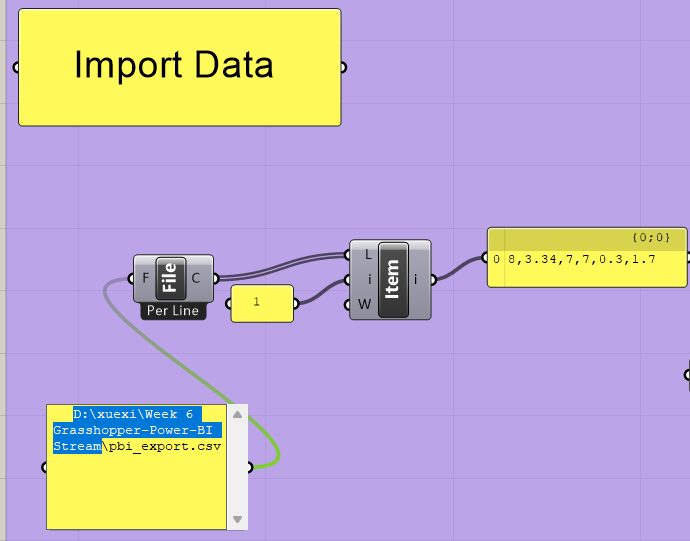 Import Data
{0;0}
F File C
L
i Item i
W
0 8,3.34,7,7,0.3,1.7
1
Per Line
D:\xuexi\Week 6
Grasshopper-Power-BI
Stream\pbi_export.csv